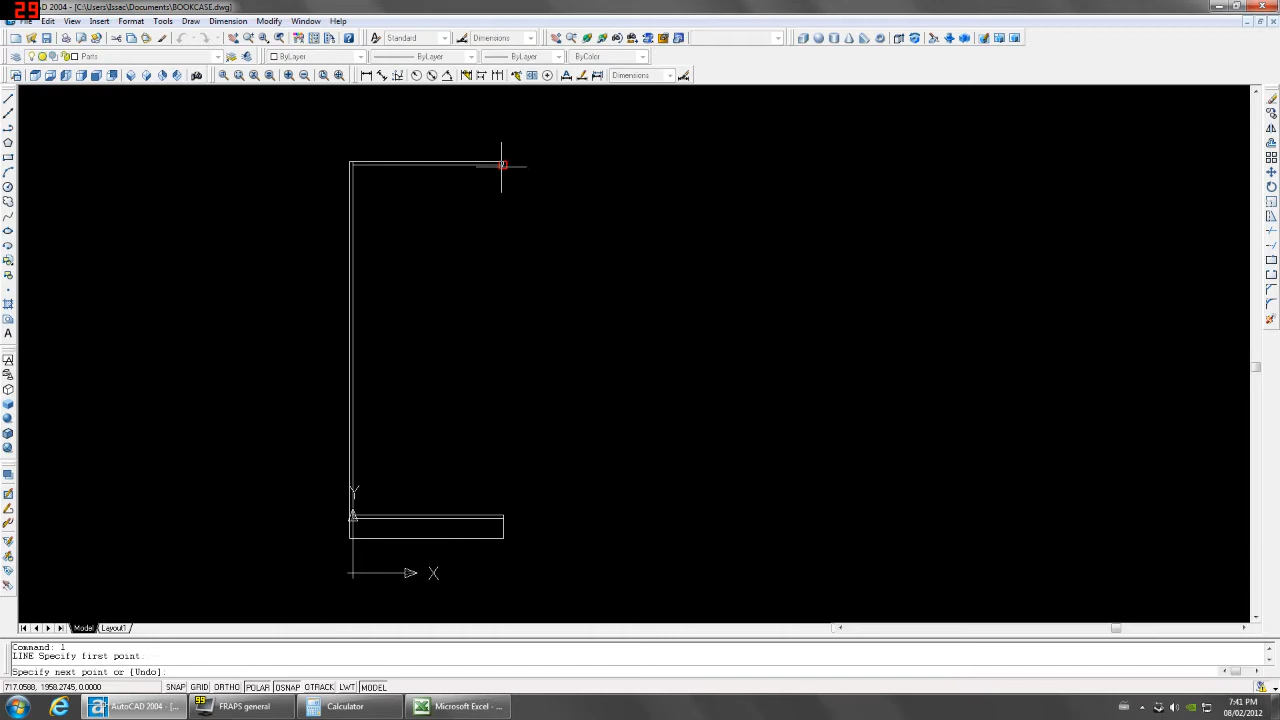 29
AD 2004 - [C:\Users\Issac\Documents\BOOKCASE.dwg]
File Edit View Insert Format Tools Draw Dimension Modify Window Help
Standard Dimensions
Parts ByLayer ByLayer ByLayer ByColor
Dimensions
Y
X
Model Layout1
Command: l
LINE Specify first point:
Specify next point or [Undo]:
717.0588, 1958.2745, 0.0000 SNAP GRID ORTHO POLAR OSNAP OTRACK LWT MODEL
AutoCAD 2004 - [... 99 FRAPS general Calculator Microsoft Excel - ... 7:41 PM
08/02/2012